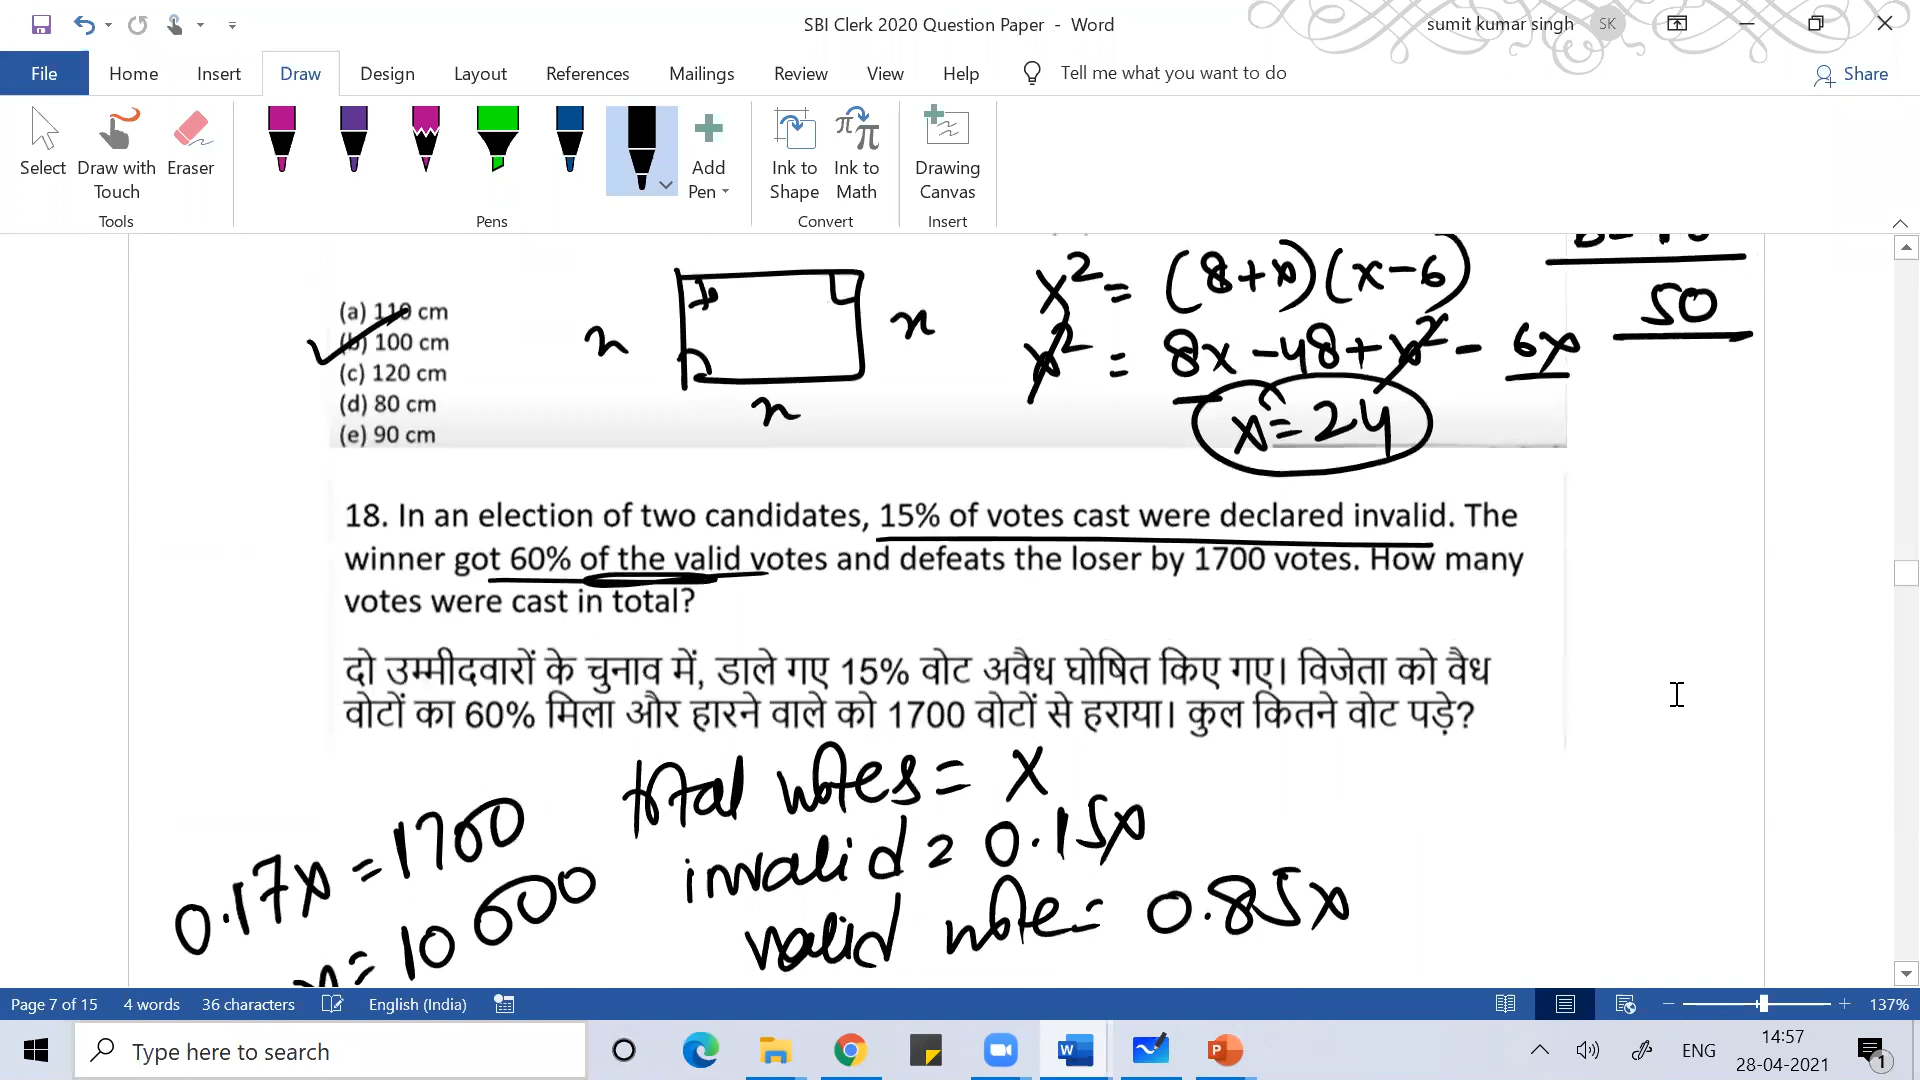 SBI Clerk 2020 Question Paper - Word
sumit kumar singh
SK
File
Home
Insert
Draw
Design
Layout
References
Mailings
Review
View
Help
Tell me what you want to do
Share
Select
Draw with
Touch
Eraser
Add
Pen
Ink to
Shape
Ink to
Math
Drawing
Canvas
Tools
Pens
Convert
Insert
(a) 110 cm
(b) 100 cm
(c) 120 cm
(d) 80 cm
(e) 90 cm
x
x
x
x² = (8+x)(x-6)
x² = 8x-48+x²-6x
x = 24
50
18. In an election of two candidates, 15% of votes cast were declared invalid. The
winner got 60% of the valid votes and defeats the loser by 1700 votes. How many
votes were cast in total?
दो उम्मीदवारों के चुनाव में, डाले गए 15% वोट अवैध घोषित किए गए। विजेता को वैध
वोटों का 60% मिला और हारने वाले को 1700 वोटों से हराया। कुल कितने वोट पड़े?
total votes = x
invalid = 0.15x
valid vote = 0.85x
0.17x = 1700
x = 10000
Page 7 of 15
4 words
36 characters
English (India)
137%
Type here to search
ENG
14:57
28-04-2021
1